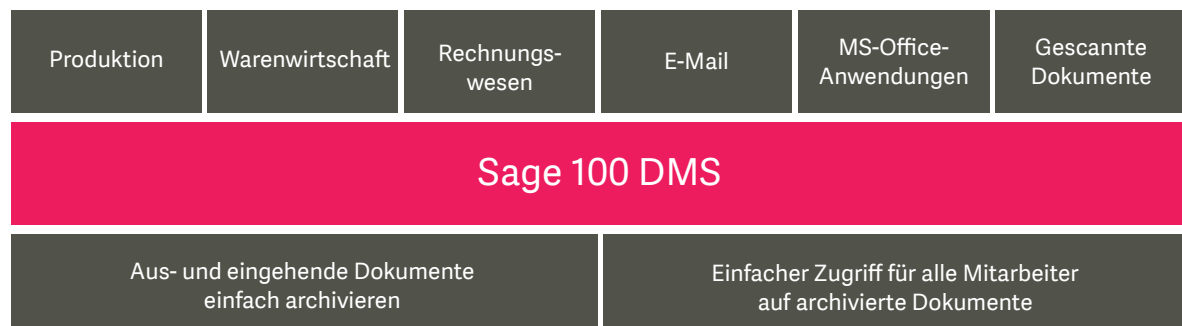 Produktion
Warenwirtschaft
Rechnungs-
wesen
E-Mail
MS-Office-
Anwendungen
Gescannte
Dokumente
Sage 100 DMS
Aus- und eingehende Dokumente
einfach archivieren
Einfacher Zugriff für alle Mitarbeiter
auf archivierte Dokumente